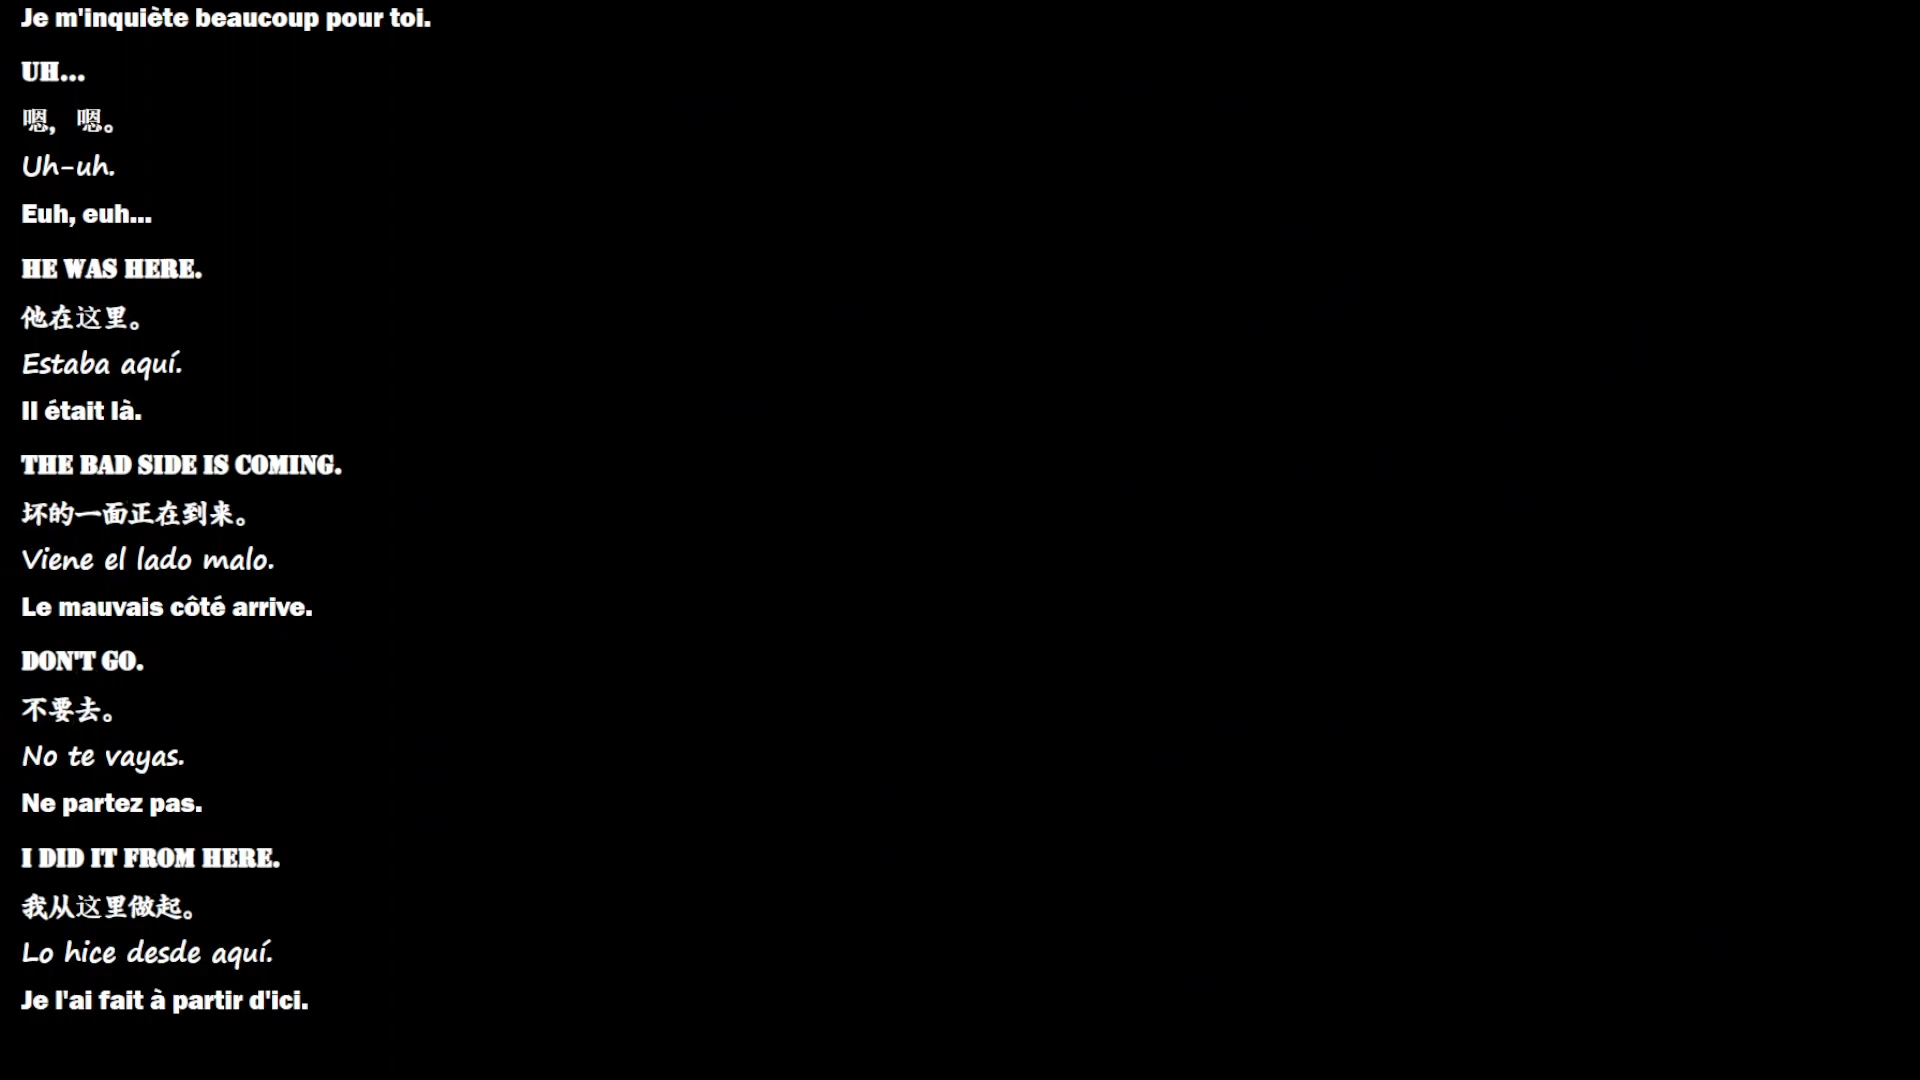 Je m'inquiète beaucoup pour toi.
UH...
嗯，嗯。
Uh-uh.
Euh, euh...
HE WAS HERE.
他在这里。
Estaba aquí.
Il était là.
THE BAD SIDE IS COMING.
坏的一面正在到来。
Viene el lado malo.
Le mauvais côté arrive.
DON'T GO.
不要去。
No te vayas.
Ne partez pas.
I DID IT FROM HERE.
我从这里做起。
Lo hice desde aquí.
Je l'ai fait à partir d'ici.